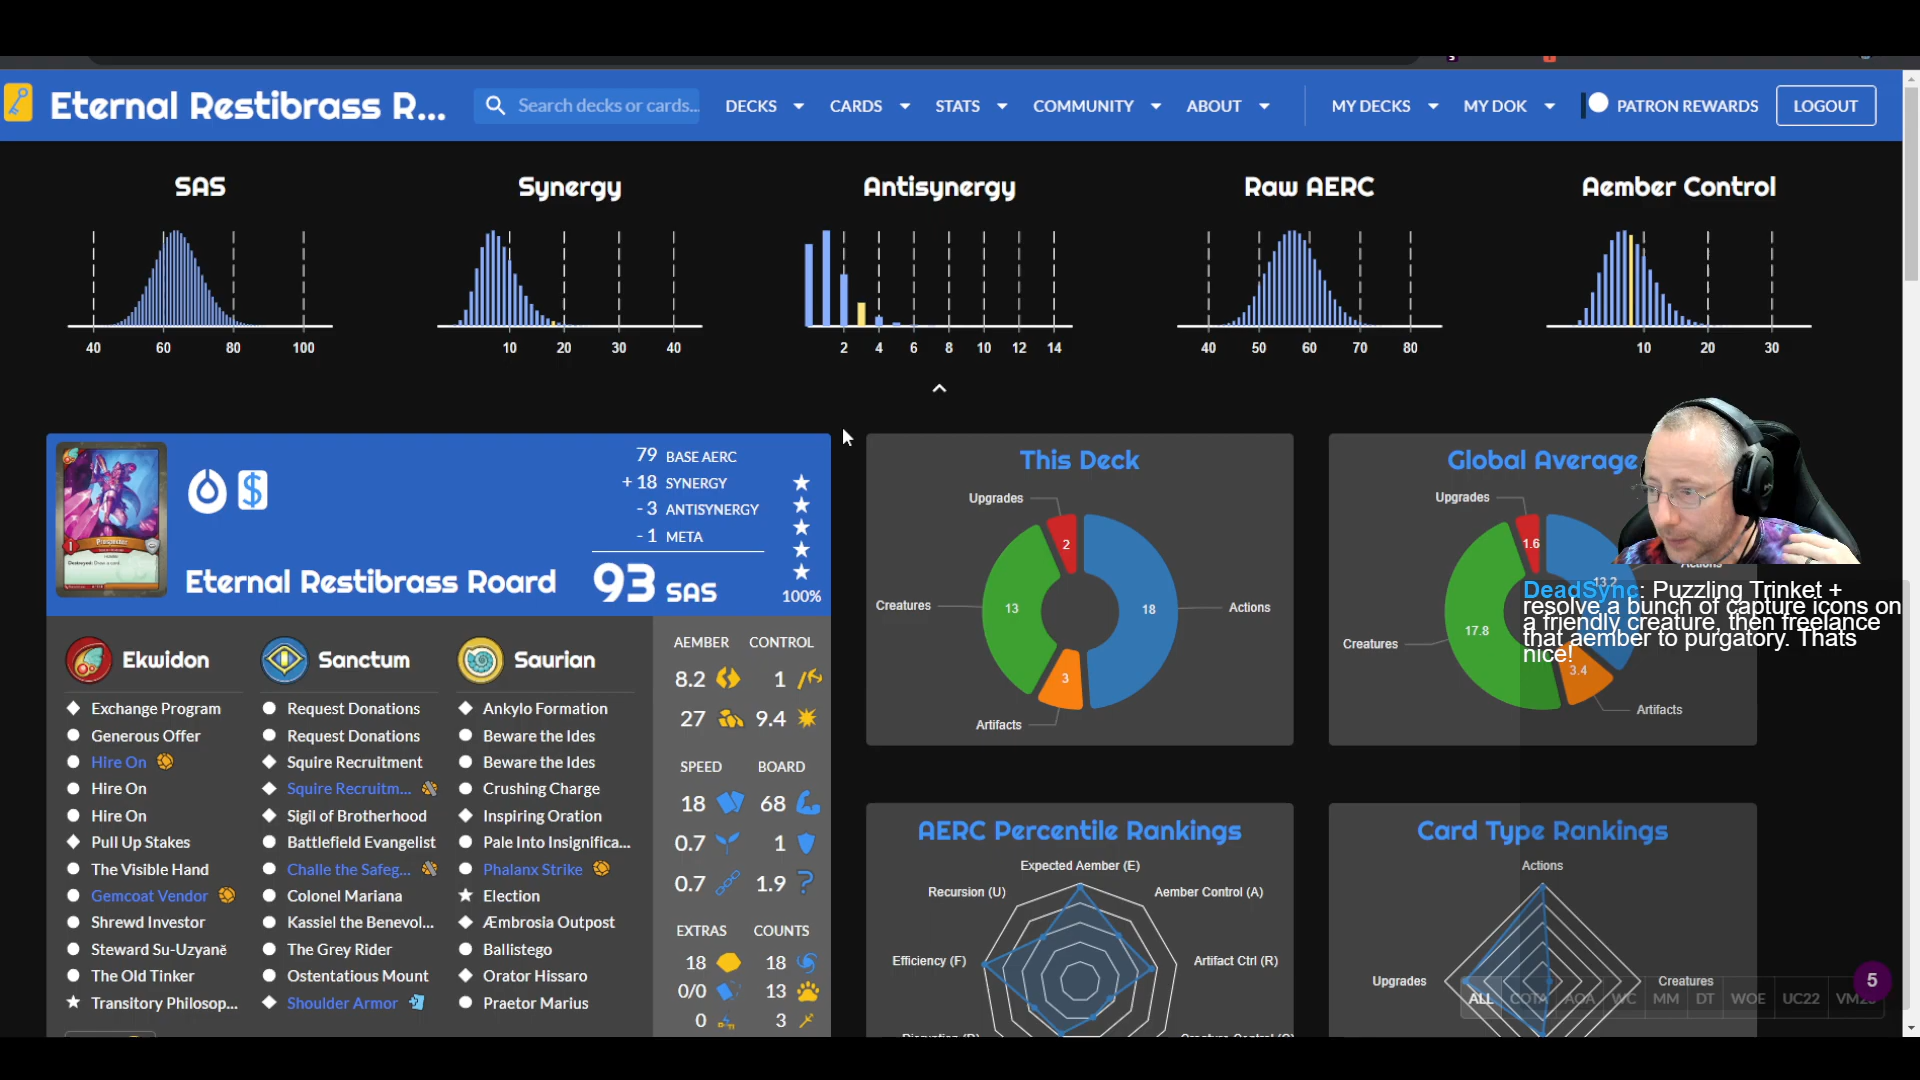 Eternal Restibrass R...
Search decks or cards...
DECKS
CARDS
STATS
COMMUNITY
ABOUT
MY DECKS
MY DOK
PATRON REWARDS
LOGOUT
SAS
Synergy
Antisynergy
Raw AERC
Aember Control
40 60 80 100
10 20 30 40
2 4 6 8 10 12 14
40 50 60 70 80
10 20 30
79 BASE AERC
+ 18 SYNERGY
- 3 ANTISYNERGY
- 1 META
93 SAS
100%
Eternal Restibrass Roard
Ekwidon
Exchange Program
Generous Offer
Hire On
Hire On
Hire On
Pull Up Stakes
The Visible Hand
Gemcoat Vendor
Shrewd Investor
Steward Su-Uzyanĕ
The Old Tinker
Transitory Philosop...
Sanctum
Request Donations
Request Donations
Squire Recruitment
Squire Recruitm...
Sigil of Brotherhood
Battlefield Evangelist
Challe the Safeg...
Colonel Mariana
Kassiel the Benevol...
The Grey Rider
Ostentatious Mount
Shoulder Armor
Saurian
Ankylo Formation
Beware the Ides
Beware the Ides
Crushing Charge
Inspiring Oration
Pale Into Insignifica...
Phalanx Strike
Election
Æmbrosia Outpost
Ballistego
Orator Hissaro
Praetor Marius
AEMBER CONTROL
8.2 1
27 9.4
SPEED BOARD
18 68
0.7 1
0.7 1.9
EXTRAS COUNTS
18 18
0/0 13
0 3
This Deck
Upgrades
2
Creatures
13
18
Actions
3
Artifacts
Global Average
Upgrades
1.6
13.2
Actions
Creatures
17.8
3.4
Artifacts
DeadSync: Puzzling Trinket +
resolve a bunch of capture icons on
a friendly creature, then freelance
that aember to purgatory. Thats
nice!
AERC Percentile Rankings
Expected Aember (E)
Recursion (U)
Aember Control (A)
Efficiency (F)
Artifact Ctrl (R)
Card Type Rankings
Actions
Upgrades
Creatures
ALL COTA AOA WC MM DT WOE UC22
5